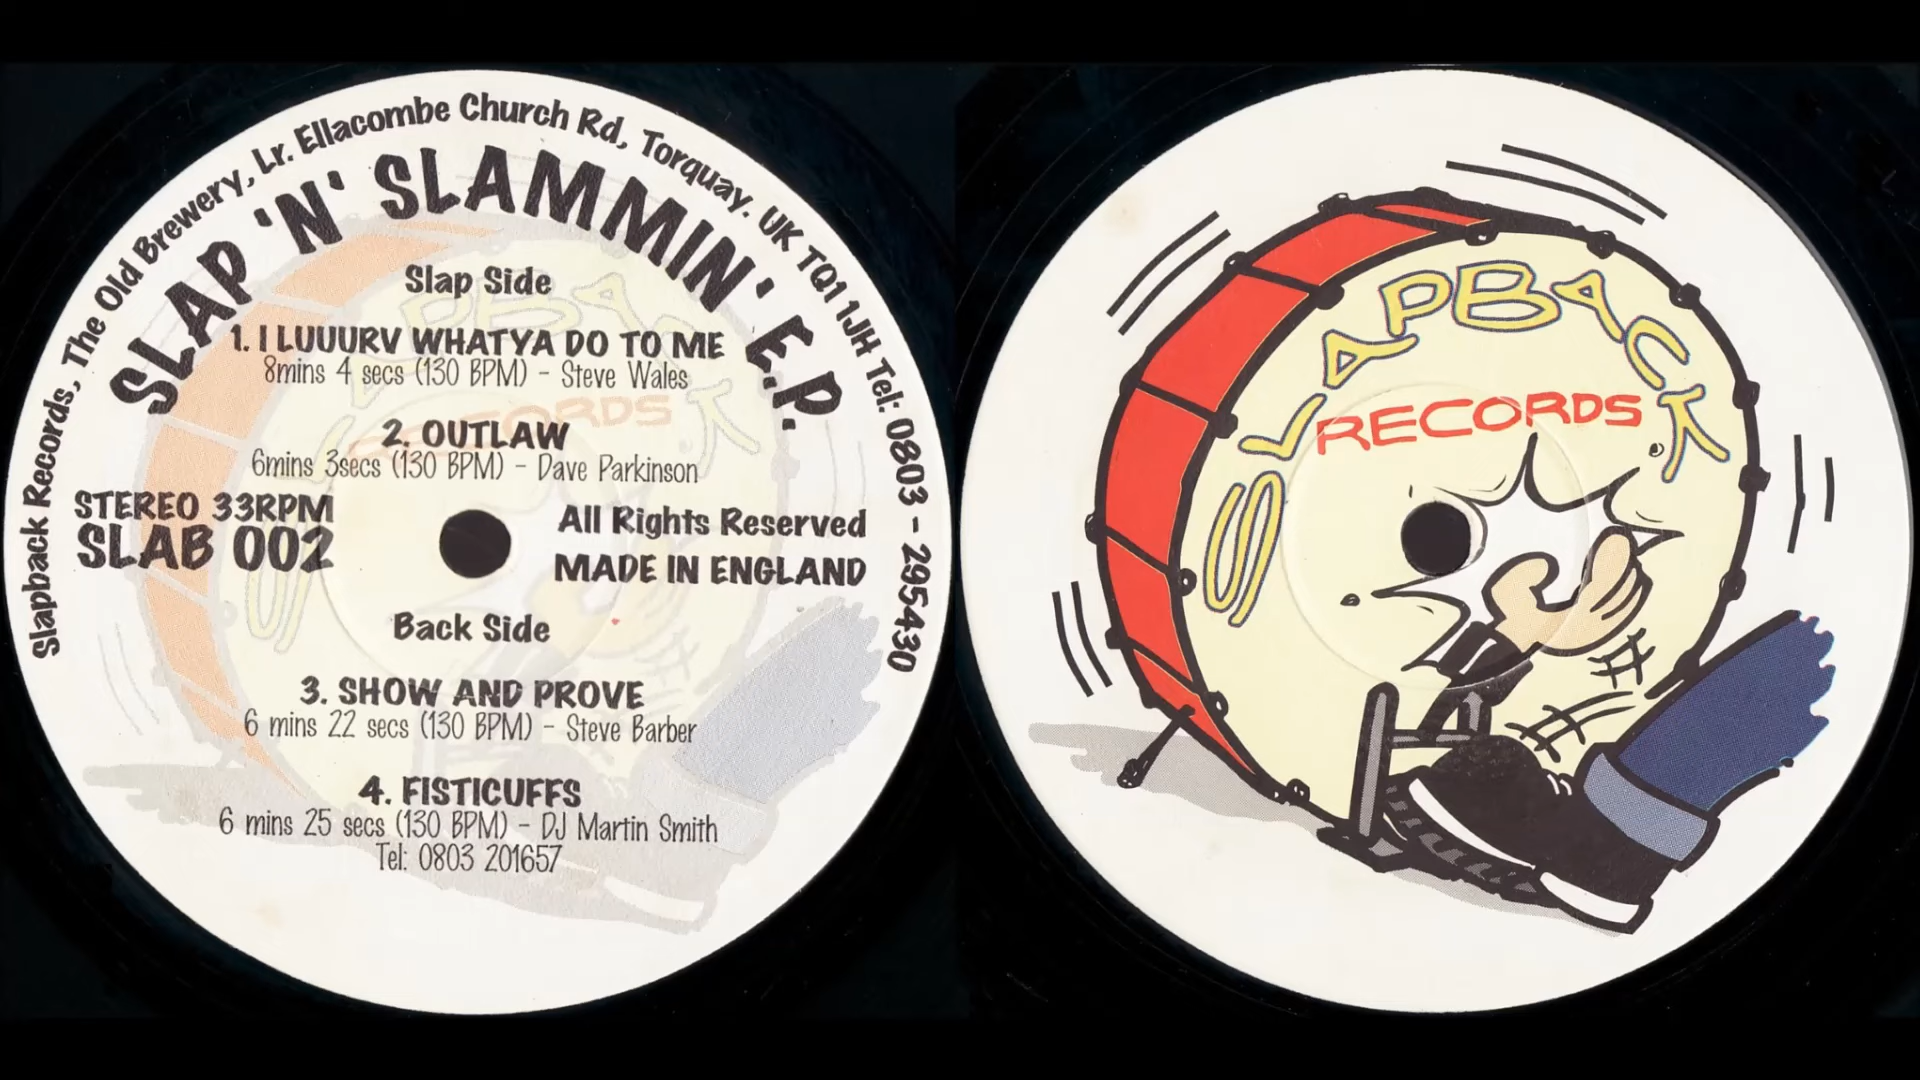 Slapback Records, The Old Brewery, Lr. Ellacombe Church Rd, Torquay. UK TQ1 1JH Tel: 0803 - 295430
SLAP 'N' SLAMMIN' E.P.
Slap Side
1. I LUUURV WHATYA DO TO ME
8mins 4 secs (130 BPM) - Steve Wales
2. OUTLAW
6mins 3secs (130 BPM) - Dave Parkinson
STEREO 33RPM
SLAB 002
All Rights Reserved
MADE IN ENGLAND
Back Side
3. SHOW AND PROVE
6 mins 22 secs (130 BPM) - Steve Barber
4. FISTICUFFS
6 mins 25 secs (130 BPM) - DJ Martin Smith
Tel: 0803 201657
SLAPBACK
RECORDS
SLAPBACK
RECORDS